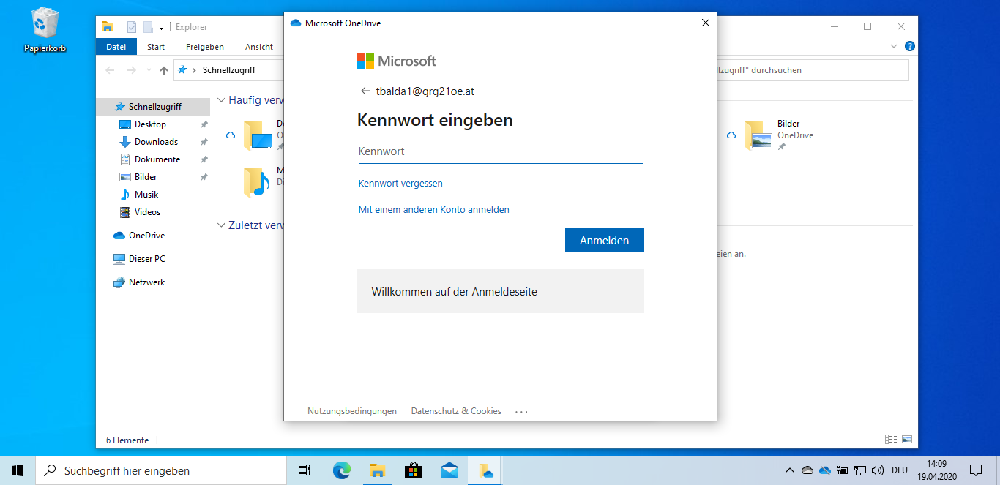 Papierkorb
Explorer
Datei Start Freigeben Ansicht
Schnellzugriff
Schnellzugriff
Desktop
Downloads
Dokumente
Bilder
Musik
Videos
OneDrive
Dieser PC
Netzwerk
6 Elemente
Häufig verw
Zuletzt verw
Microsoft OneDrive
Microsoft
tbalda1@grg21oe.at
Kennwort eingeben
Kennwort
Kennwort vergessen
Mit einem anderen Konto anmelden
Anmelden
Willkommen auf der Anmeldeseite
Nutzungsbedingungen Datenschutz & Cookies ...
llzugriff" durchsuchen
Bilder
OneDrive
eien an.
Suchbegriff hier eingeben
DEU
14:09
19.04.2020